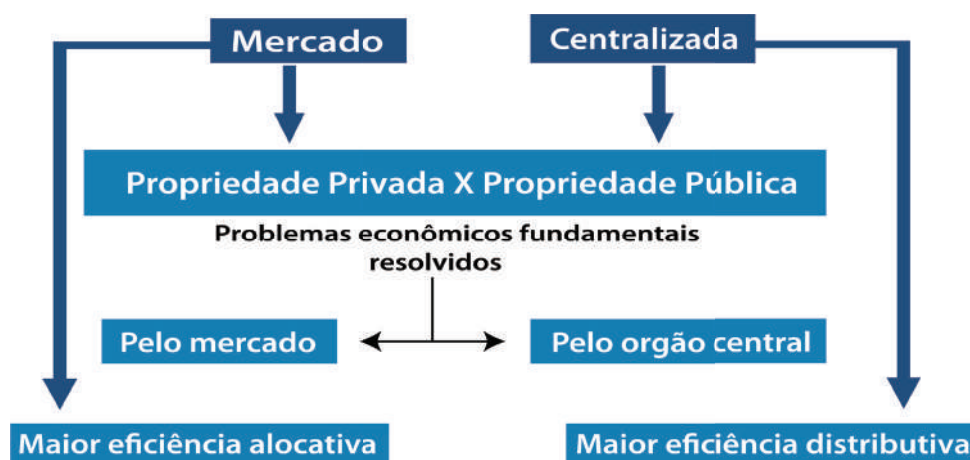 Mercado
Centralizada
Propriedade Privada X Propriedade Pública
Problemas econômicos fundamentais
resolvidos
Pelo mercado
Pelo orgão central
Maior eficiência alocativa
Maior eficiência distributiva